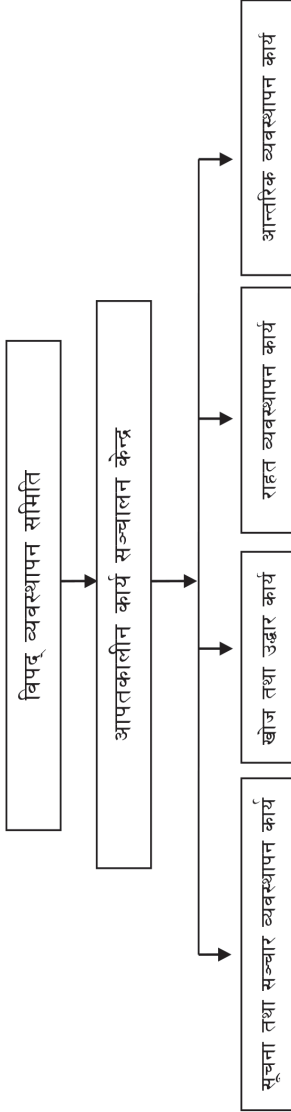 विपद् व्यवस्थापन समिति
आपतकालीन कार्य सञ्चालन केन्द्र
सूचना तथा सञ्चार व्यवस्थापन कार्य
खोज तथा उद्धार कार्य
राहत व्यवस्थापन कार्य
आन्तरिक व्यवस्थापन कार्य